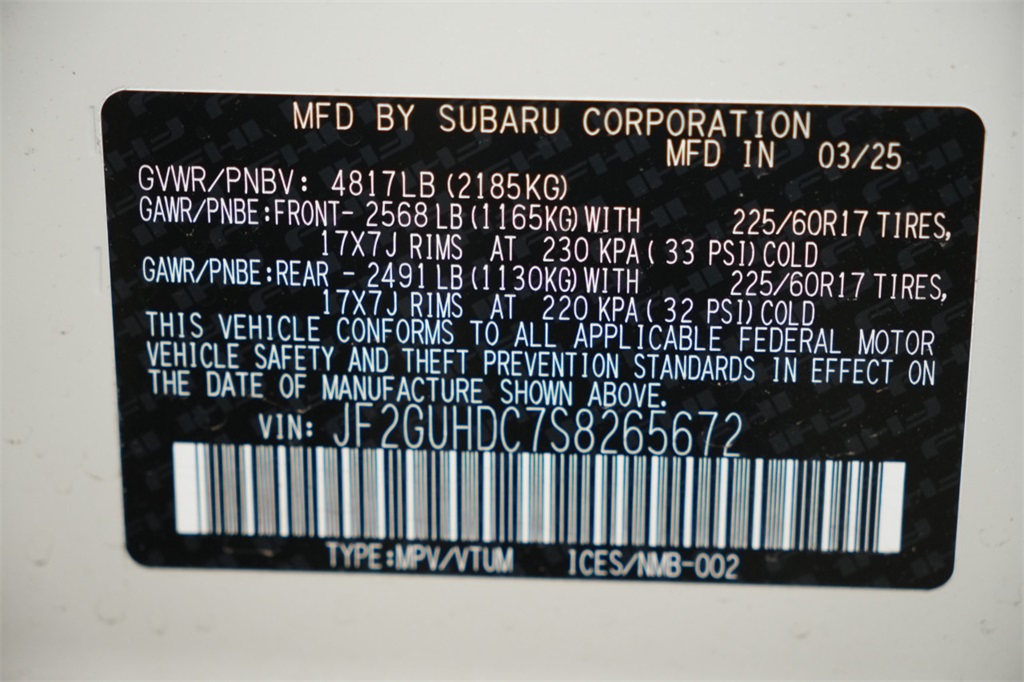 MFD BY SUBARU CORPORATION
MFD IN 03/25
GVWR/PNBV: 4817LB (2185KG)
GAWR/PNBE:FRONT- 2568 LB (1165KG) WITH 225/60R17 TIRES,
17X7J RIMS AT 230 KPA ( 33 PSI) COLD
GAWR/PNBE:REAR - 2491 LB (1130KG) WITH 225/60R17 TIRES,
17X7J RIMS AT 220 KPA ( 32 PSI) COLD
THIS VEHICLE CONFORMS TO ALL APPLICABLE FEDERAL MOTOR
VEHICLE SAFETY AND THEFT PREVENTION STANDARDS IN EFFECT ON
THE DATE OF MANUFACTURE SHOWN ABOVE.
VIN: JF2GUHDC7S8265672
TYPE:MPV/VTUM ICES/NMB-002